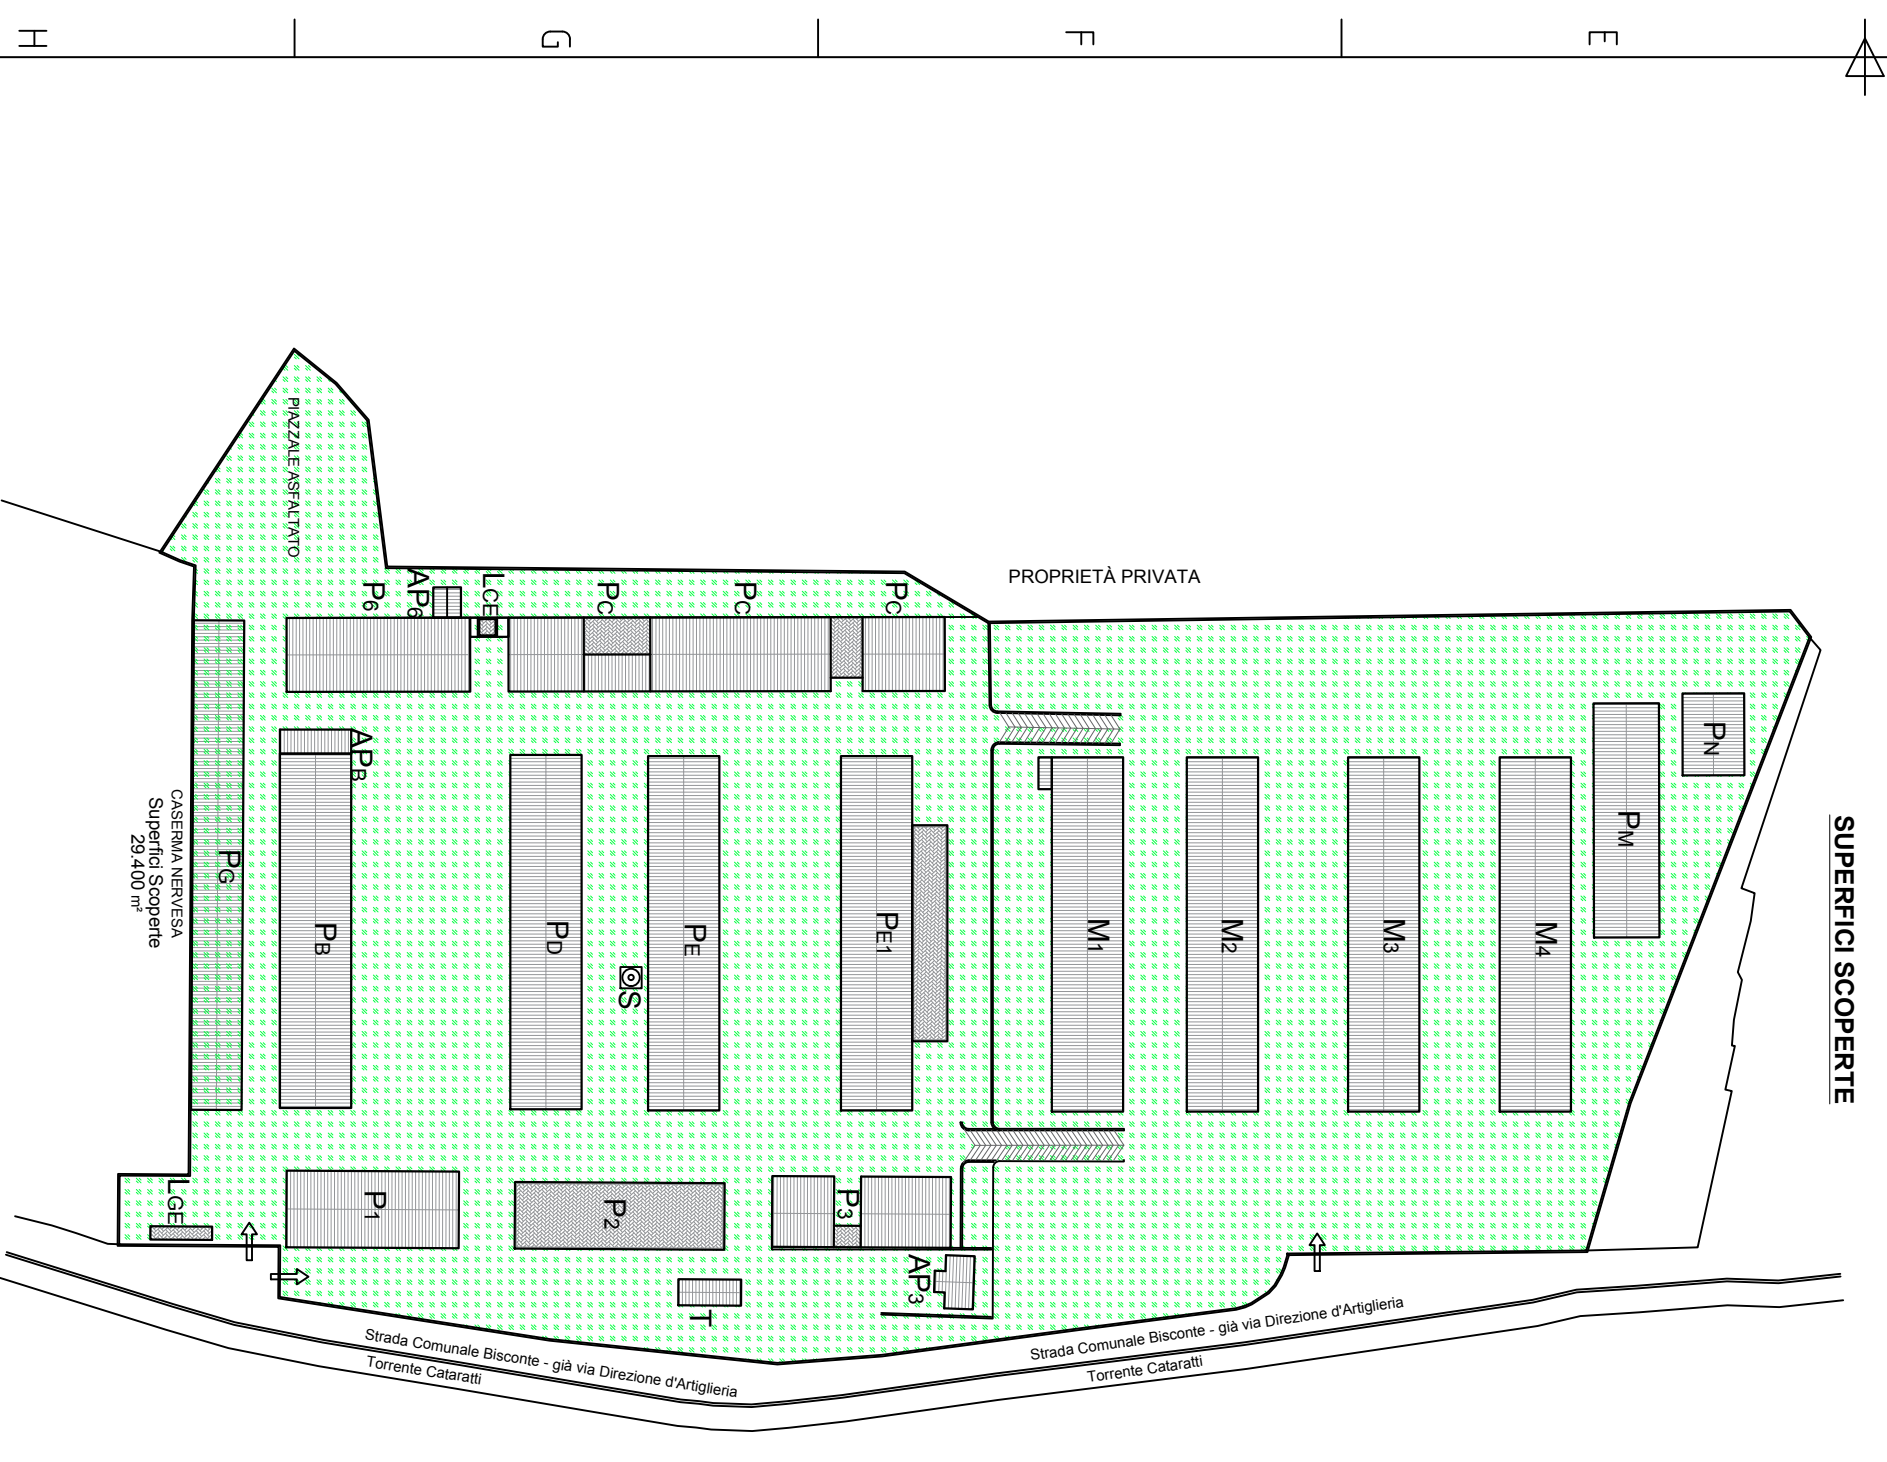 H
G
F
E
SUPERFICI SCOPERTE
PIAZZALE ASFALTATO
PROPRIETÀ PRIVATA
P6
AP6
LCE
PC
PC
PC
APB
PN
PM
PG
PB
PD
PE
S
PE1
M1
M2
M3
M4
CASERMA NERVESA
Superfici Scoperte
29.400 m²
LGE
P1
P2
P3
AP3
T
Strada Comunale Bisconte - già via Direzione d'Artiglieria
Torrente Cataratti
Strada Comunale Bisconte - già via Direzione d'Artiglieria
Torrente Cataratti